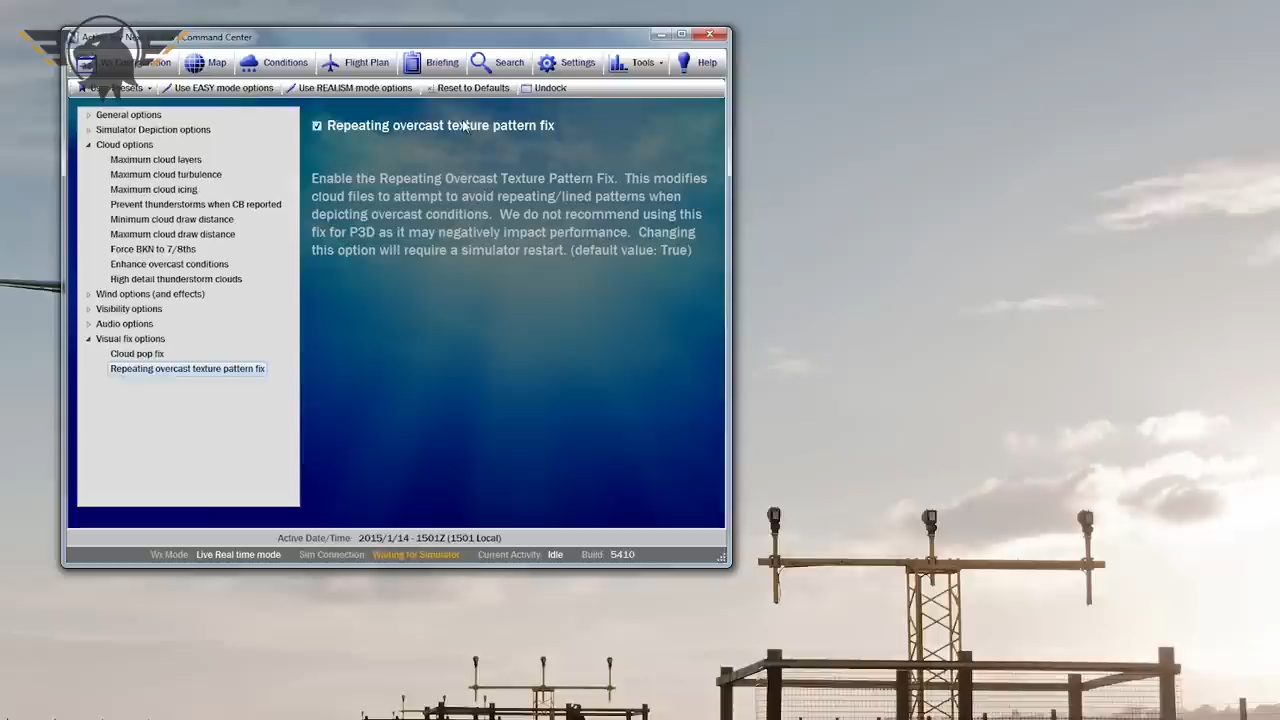 Command Center
Map Conditions Flight Plan Briefing Search Settings Tools Help
Use EASY mode options Use REALISM mode options Reset to Defaults Undock
General options
Simulator Depiction options
Cloud options
Maximum cloud layers
Maximum cloud turbulence
Maximum cloud icing
Prevent thunderstorms when CB reported
Minimum cloud draw distance
Maximum cloud draw distance
Force BKN to 7/8ths
Enhance overcast conditions
High detail thunderstorm clouds
Wind options (and effects)
Visibility options
Audio options
Visual fix options
Cloud pop fix
Repeating overcast texture pattern fix
Repeating overcast texture pattern fix
Enable the Repeating Overcast Texture Pattern Fix. This modifies
cloud files to attempt to avoid repeating/lined patterns when
depicting overcast conditions. We do not recommend using this
fix for P3D as it may negatively impact performance. Changing
this option will require a simulator restart. (default value: True)
Active Date/Time: 2015/1/14 - 1501Z (1501 Local)
Wx Mode: Live Real time mode Sim Connection: Waiting for Simulator Current Activity: Idle Build: 5410